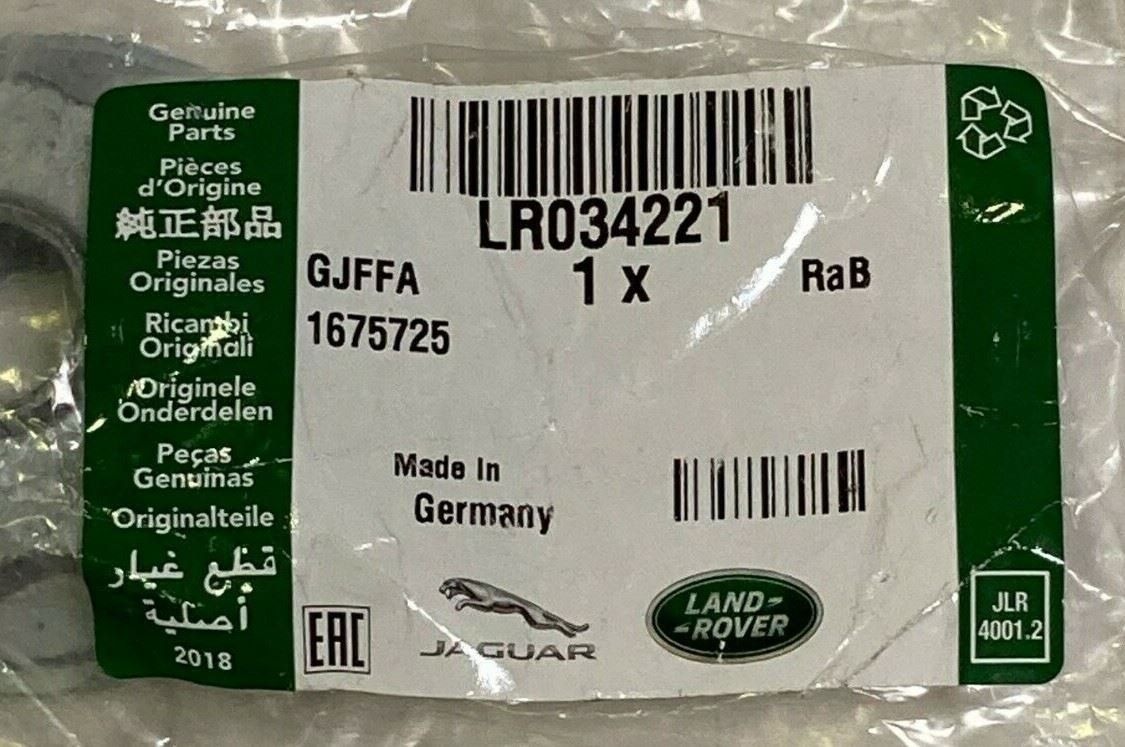 Genuine
Parts
Pièces
d'Origine
純正部品
Piezas
Originales
Ricambi
Originali
Originele
Onderdelen
Peças
Genuinas
Originalteile
قطع غيار
أصلية
2018
LR034221
GJFFA
1 x
RaB
1675725
Made In
Germany
EAC
JAGUAR
LAND-
-ROVER
JLR
4001.2